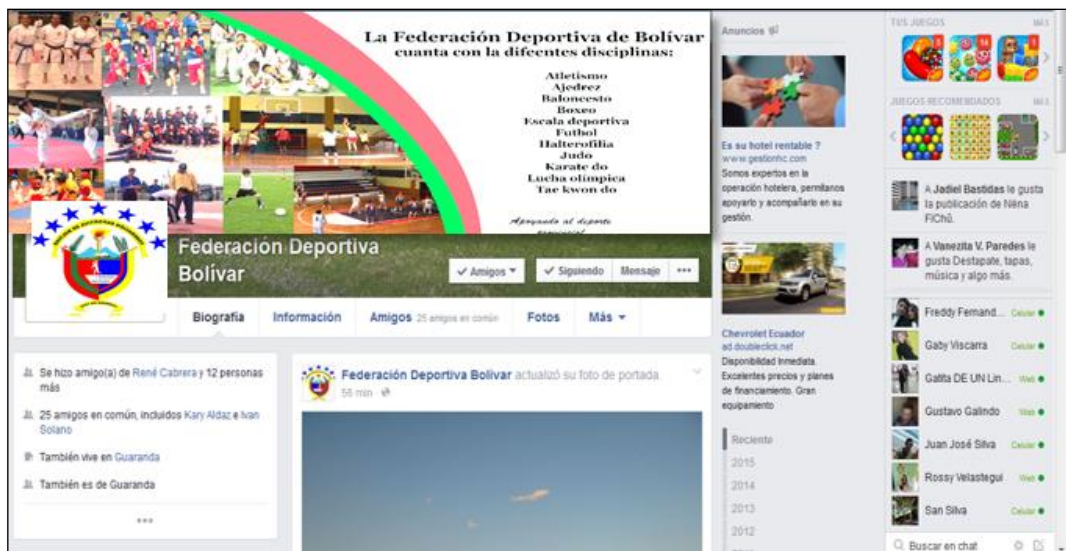 La Federación Deportiva de Bolívar
cuanta con la difcentes disciplinas:
Atletismo
Ajedrez
Baloncesto
Boxeo
Escala deportiva
Futbol
Halterofilia
Judo
Karate do
Lucha olímpica
Tae kwon do
Apoyando al deporte
provincial
Federación Deportiva
Bolívar
Amigos
Siguiendo
Mensaje
Biografía
Información
Amigos 25 amigos en común
Fotos
Más
Se hizo amigo(a) de René Cabrera y 12 personas
más
25 amigos en común, incluidos Kary Aldaz e Ivan
Solano
También vive en Guaranda
También es de Guaranda
Federación Deportiva Bolívar actualizó su foto de portada.
56 min
Anuncios
Es su hotel rentable ?
www.gestionhc.com
Somos expertos en la
operación hotelera, permitanos
apoyarlo y acompañarlo en su
gestión.
Chevrolet Ecuador
ad.doubleclick.net
Disponibilidad Inmediata.
Excelentes precios y planes
de financiamiento. Gran
equipamiento
Reciente
2015
2014
2013
2012
TUS JUEGOS
JUEGOS RECOMENDADOS
A Jadiel Bastidas le gusta
la publicación de Nëna
FlChü.
A Vanezita V. Paredes le
gusta Destapate, tapas,
música y algo más.
Freddy Fernand... Celular
Gaby Viscarra Celular
Gatita DE UN Lin... Web
Gustavo Galindo Web
Juan José Silva Celular
Rossy Velastegui Web
San Silva Celular
Buscar en chat